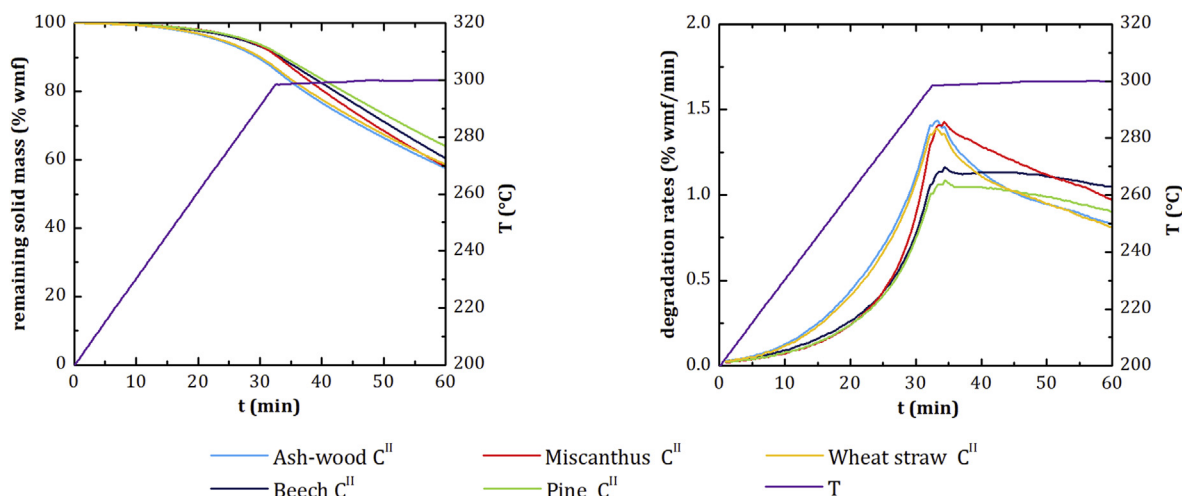 remaining solid mass (% wmf)
100
80
60
40
20
0
320
300
280
260
240
220
200
T (°C)
0 10 20 30 40 50 60
t (min)
degradation rates (% wmf/min)
2.0
1.5
1.0
0.5
0.0
320
300
280
260
240
220
200
T (°C)
0 10 20 30 40 50 60
t (min)
Ash-wood C^II Miscanthus C^II Wheat straw C^II
Beech C^II Pine C^II T